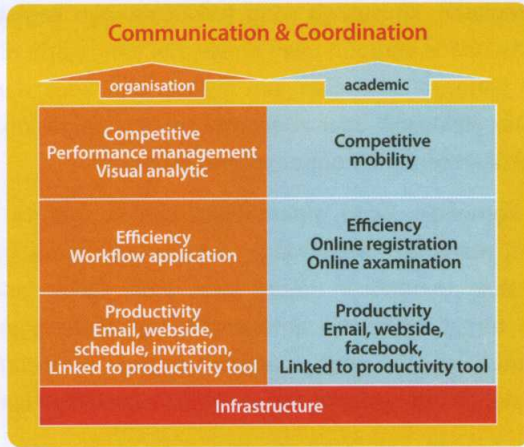 Communication & Coordination
organisation
academic
Competitive
Performance management
Visual analytic
Competitive
mobility
Efficiency
Workflow application
Efficiency
Online registration
Online axamination
Productivity
Email, webside,
schedule, invitation,
Linked to productivity tool
Productivity
Email, webside,
facebook,
Linked to productivity tool
Infrastructure